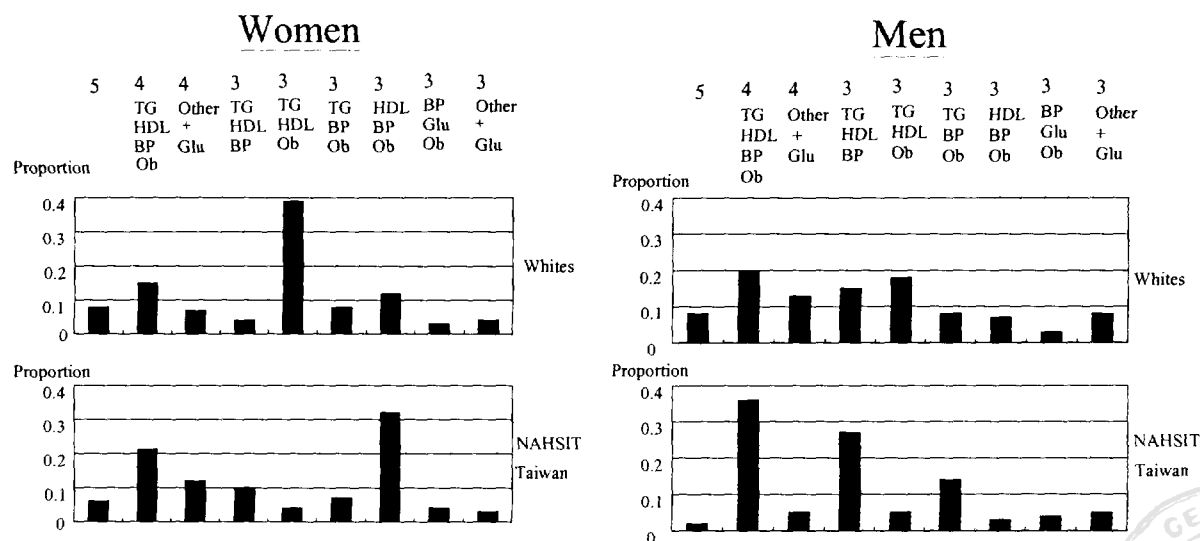 Women
5 4 4 3 3 3 3 3 3
TG Other TG TG TG HDL BP Other
HDL + HDL HDL BP BP Glu +
BP Glu BP Ob Ob Ob Ob Glu
Ob
Proportion
0.4
0.3
0.2
0.1
0
Whites
Proportion
0.4
0.3
0.2
0.1
0
NAHSIT
Taiwan
Men
5 4 4 3 3 3 3 3 3
TG Other TG TG TG HDL BP Other
HDL + HDL HDL BP BP Glu +
BP Glu BP Ob Ob Ob Ob Glu
Ob
Proportion
0.4
0.3
0.2
0.1
0
Whites
Proportion
0.4
0.3
0.2
0.1
0
NAHSIT
Taiwan
CE